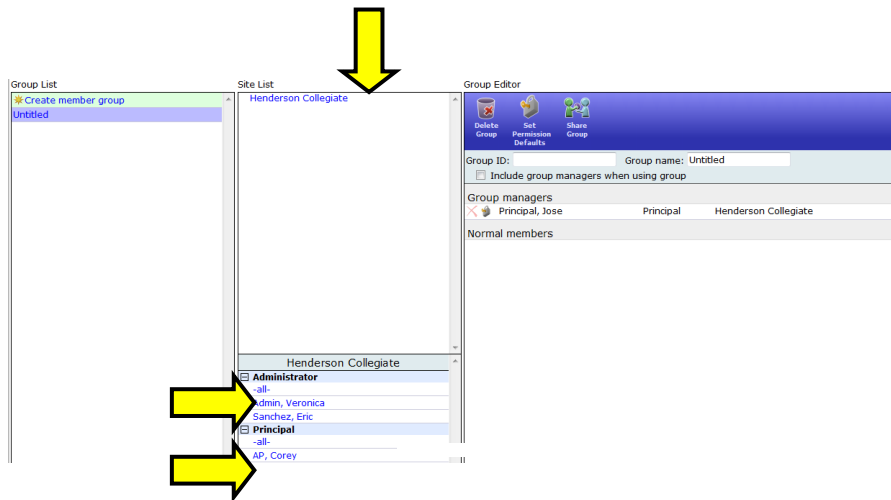 Group List
Create member group
Untitled
Site List
Henderson Collegiate
Henderson Collegiate
Administrator
-all-
Admin, Veronica
Sanchez, Eric
Principal
-all-
AP, Corey
Group Editor
Delete Group
Set Permission Defaults
Share Group
Group ID: Group name: Untitled
Include group managers when using group
Group managers
Principal, Jose Principal Henderson Collegiate
Normal members